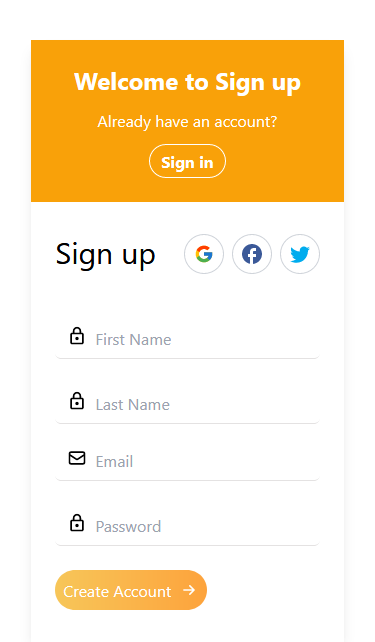 Welcome to Sign up
Already have an account?
Sign in
Sign up
First Name
Last Name
Email
Password
Create Account